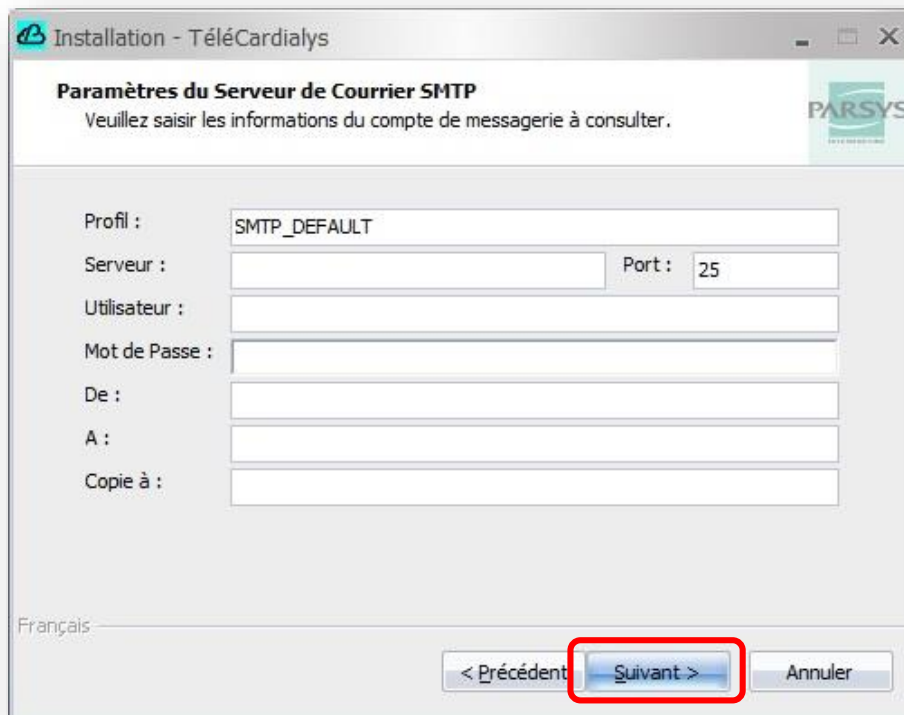 Installation - TéléCardialys
Paramètres du Serveur de Courrier SMTP
Veuillez saisir les informations du compte de messagerie à consulter.
PARSYS
Profil :
SMTP_DEFAULT
Serveur :
Port :
25
Utilisateur :
Mot de Passe :
De :
A :
Copie à :
Français
< Précédent
Suivant >
Annuler